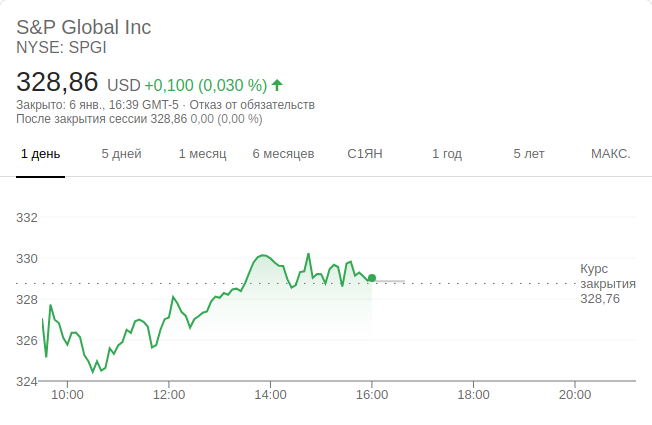 S&P Global Inc
NYSE: SPGI
328,86 USD +0,100 (0,030 %)
Закрыто: 6 янв., 16:39 GMT-5 · Отказ от обязательств
После закрытия сессии 328,86 0,00 (0,00 %)
1 день 5 дней 1 месяц 6 месяцев С1ЯН 1 год 5 лет МАКС.
332
330
328
326
324
Курс
закрытия
328,76
10:00 12:00 14:00 16:00 18:00 20:00